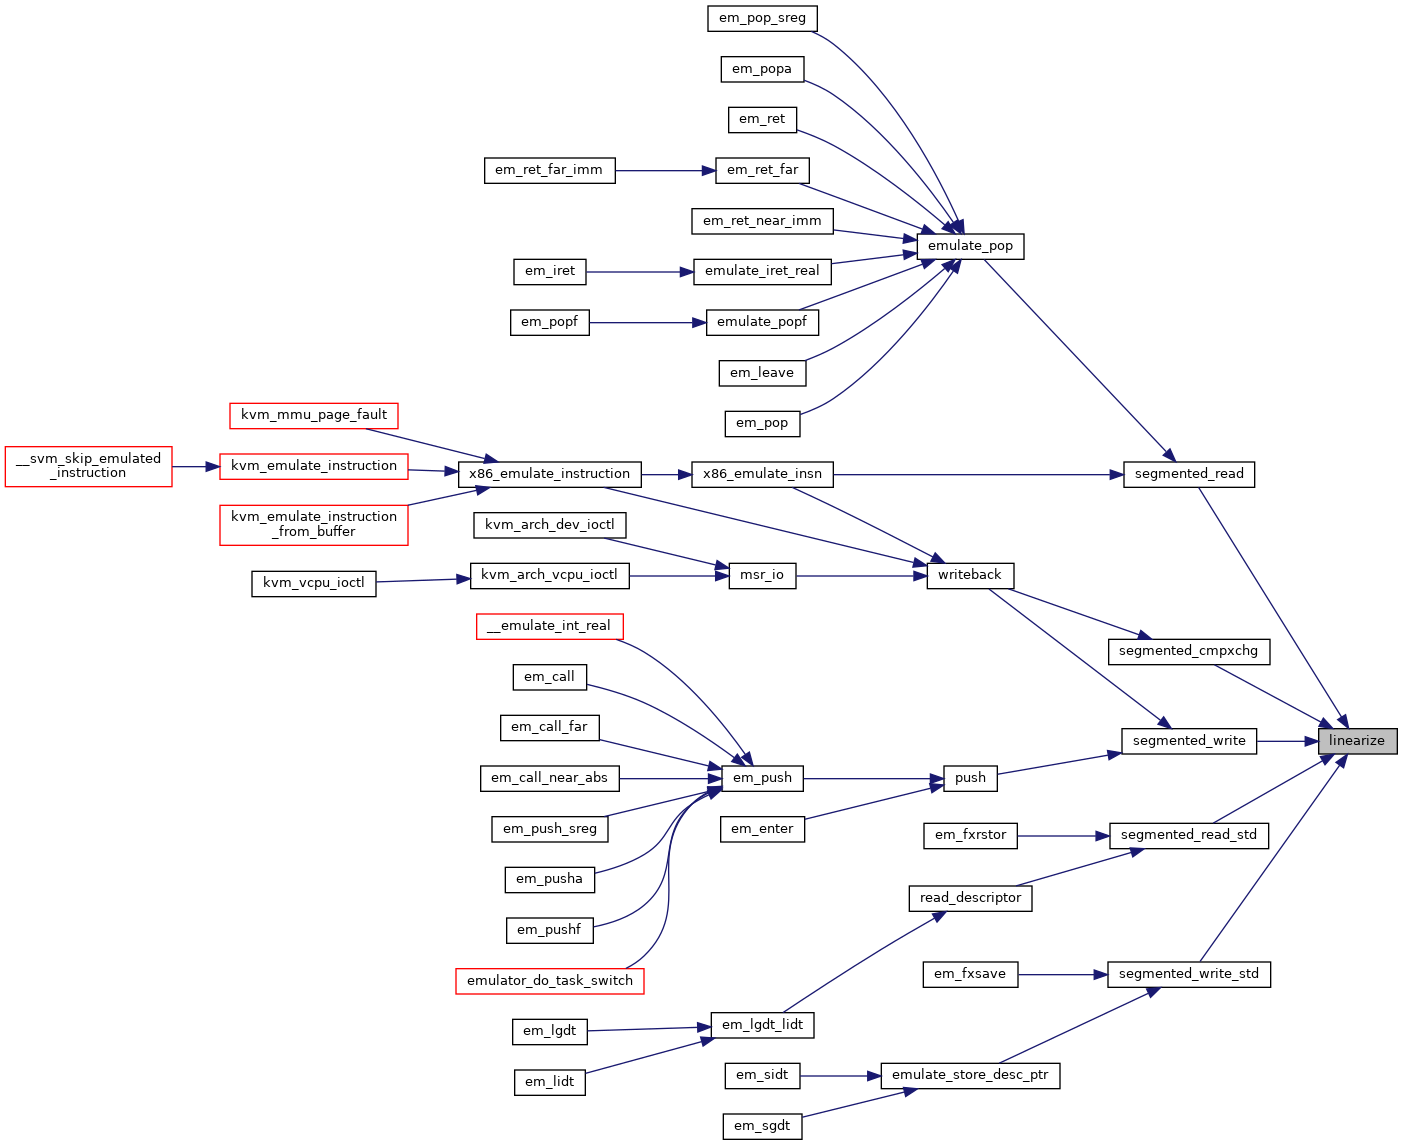 em_pop_sreg
em_popa
em_ret
em_ret_far_imm
em_ret_far
em_ret_near_imm
emulate_pop
em_iret
emulate_iret_real
em_popf
emulate_popf
em_leave
kvm_mmu_page_fault
em_pop
__svm_skip_emulated
_instruction
kvm_emulate_instruction
x86_emulate_instruction
x86_emulate_insn
segmented_read
kvm_emulate_instruction
_from_buffer
kvm_arch_dev_ioctl
kvm_vcpu_ioctl
kvm_arch_vcpu_ioctl
msr_io
writeback
__emulate_int_real
segmented_cmpxchg
em_call
em_call_far
segmented_write
linearize
em_call_near_abs
em_push
push
em_push_sreg
em_enter
em_fxrstor
segmented_read_std
em_pusha
read_descriptor
em_pushf
emulator_do_task_switch
em_fxsave
segmented_write_std
em_lgdt
em_lgdt_lidt
em_lidt
em_sidt
emulate_store_desc_ptr
em_sgdt